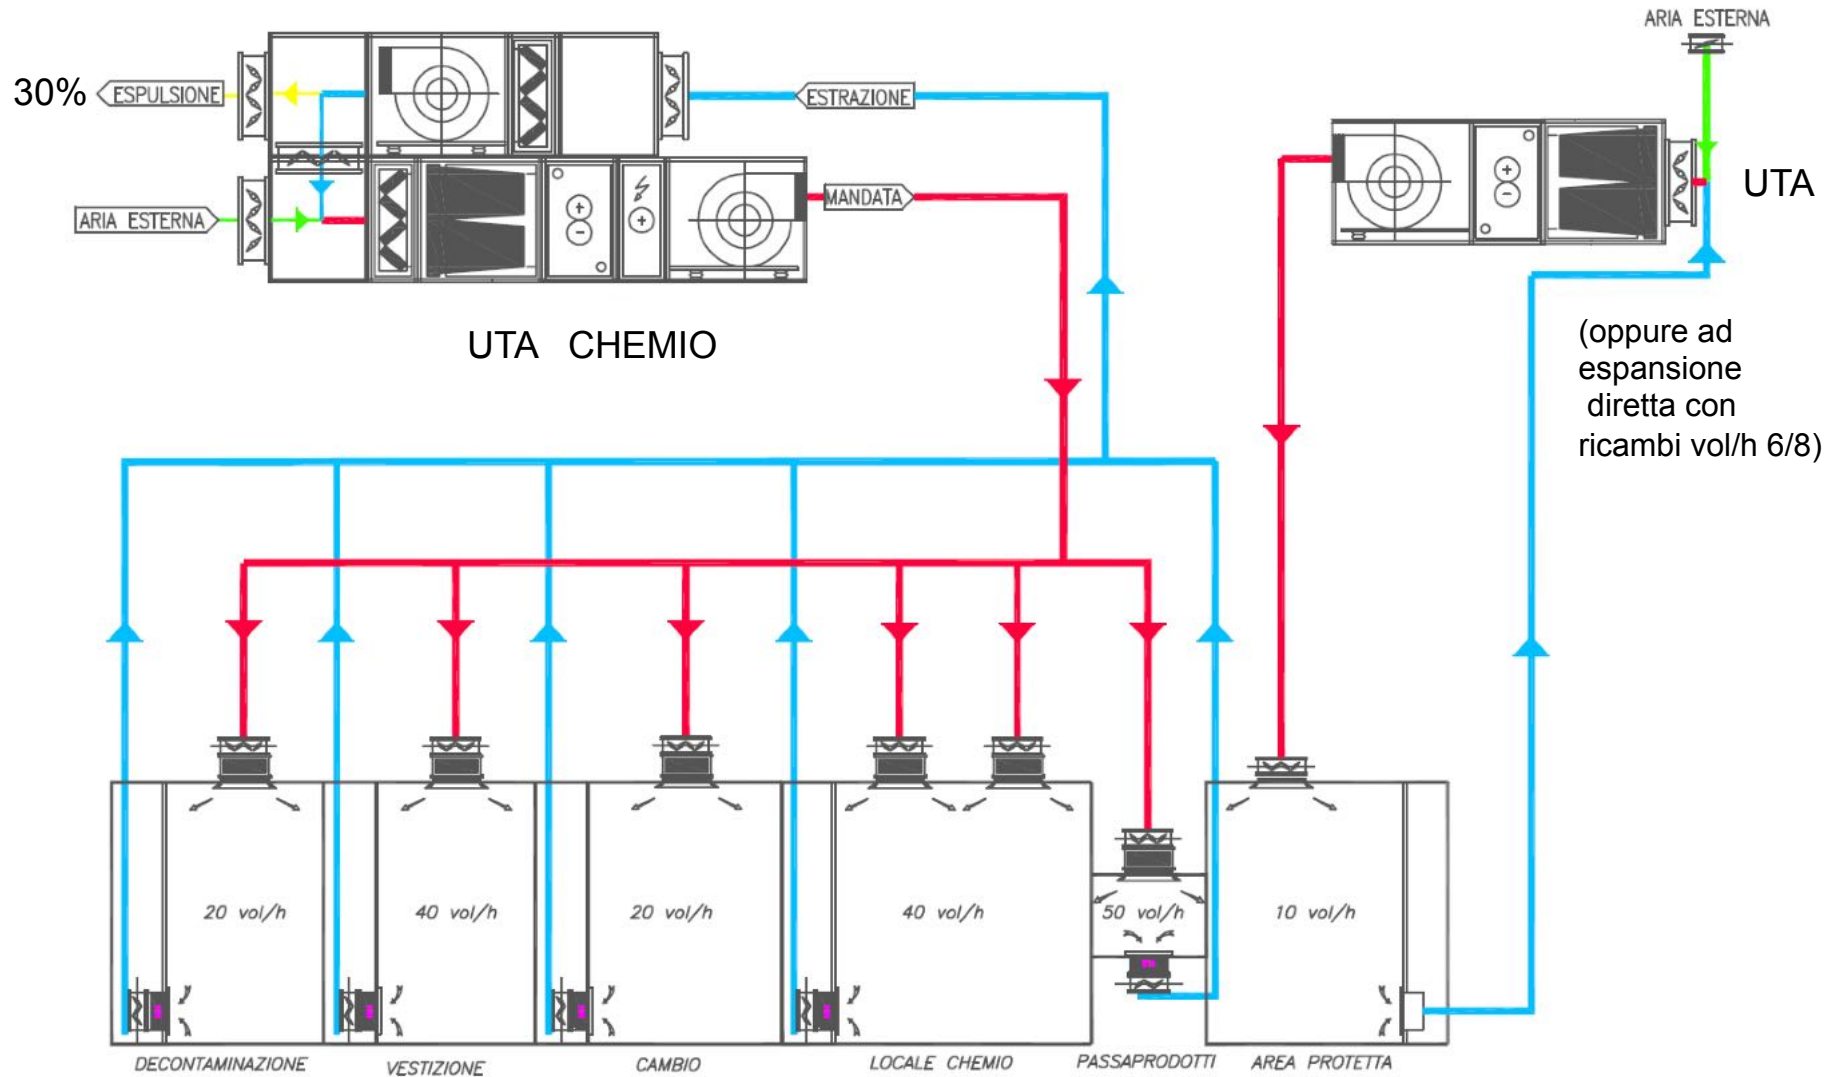 ARIA ESTERNA
30%
ESPULSIONE
ESTRAZIONE
ARIA ESTERNA
MANDATA
UTA
UTA CHEMIO
(oppure ad
espansione
diretta con
ricambi vol/h 6/8)
20 vol/h
40 vol/h
20 vol/h
40 vol/h
50 vol/h
10 vol/h
DECONTAMINAZIONE
VESTIZIONE
CAMBIO
LOCALE CHEMIO
PASSAPRODOTTI
AREA PROTETTA